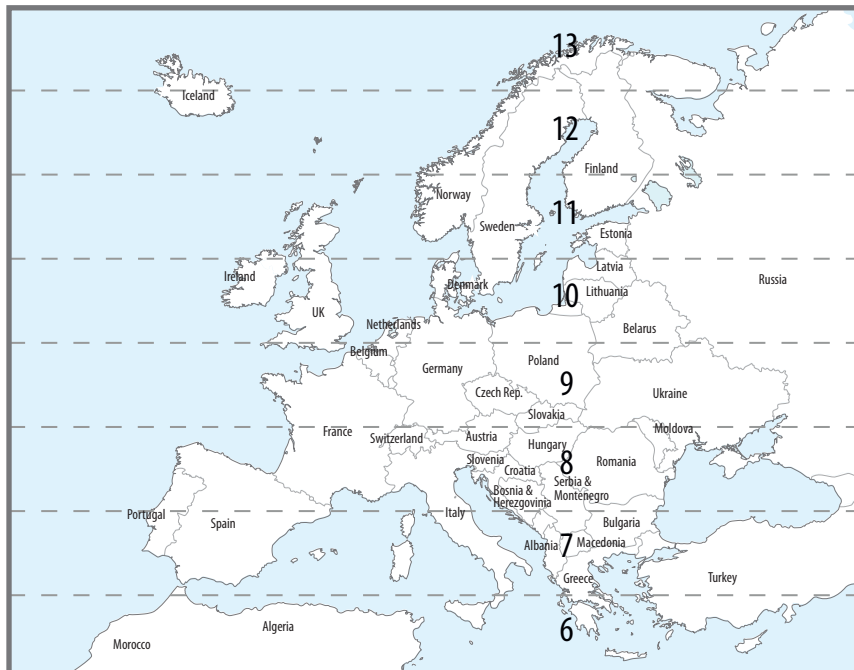 13
Iceland
12
Finland
Norway
11
Sweden
Estonia
Latvia
Ireland
Russia
Denmark
10
Lithuania
UK
Netherlands
Belarus
Belgium
Poland
Germany
9
Czech Rep.
Ukraine
Slovakia
Moldova
France
Switzerland
Austria
Hungary
Slovenia
8
Romania
Croatia
Serbia &
Montenegro
Bosnia &
Herezgovinia
Portugal
Spain
Italy
Bulgaria
Albania
7
Macedonia
Greece
Turkey
6
Algeria
Morocco